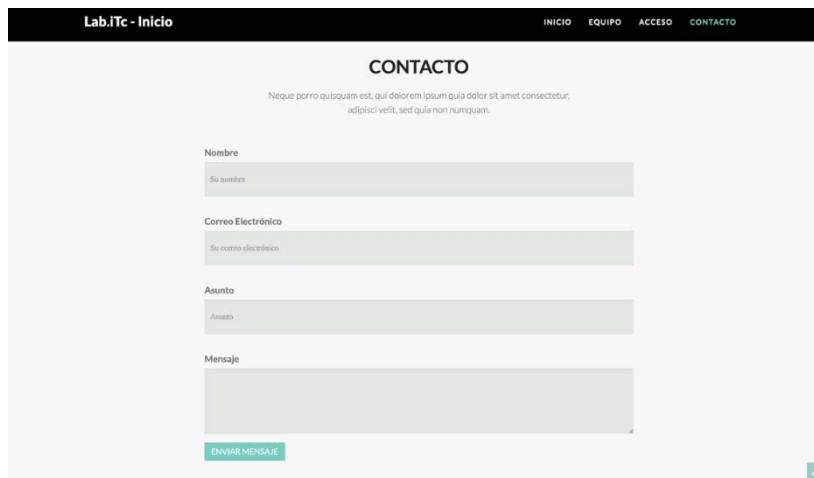 Lab.iTc - Inicio
INICIO EQUIPO ACCESO CONTACTO
CONTACTO
Neque porro quisquam est, qui dolorem ipsum quia dolor sit amet consectetur,
adipisci velit, sed quia non numquam.
Nombre
Su nombre
Correo Electrónico
Su correo electrónico
Asunto
Asunto
Mensaje
ENVIAR MENSAJE